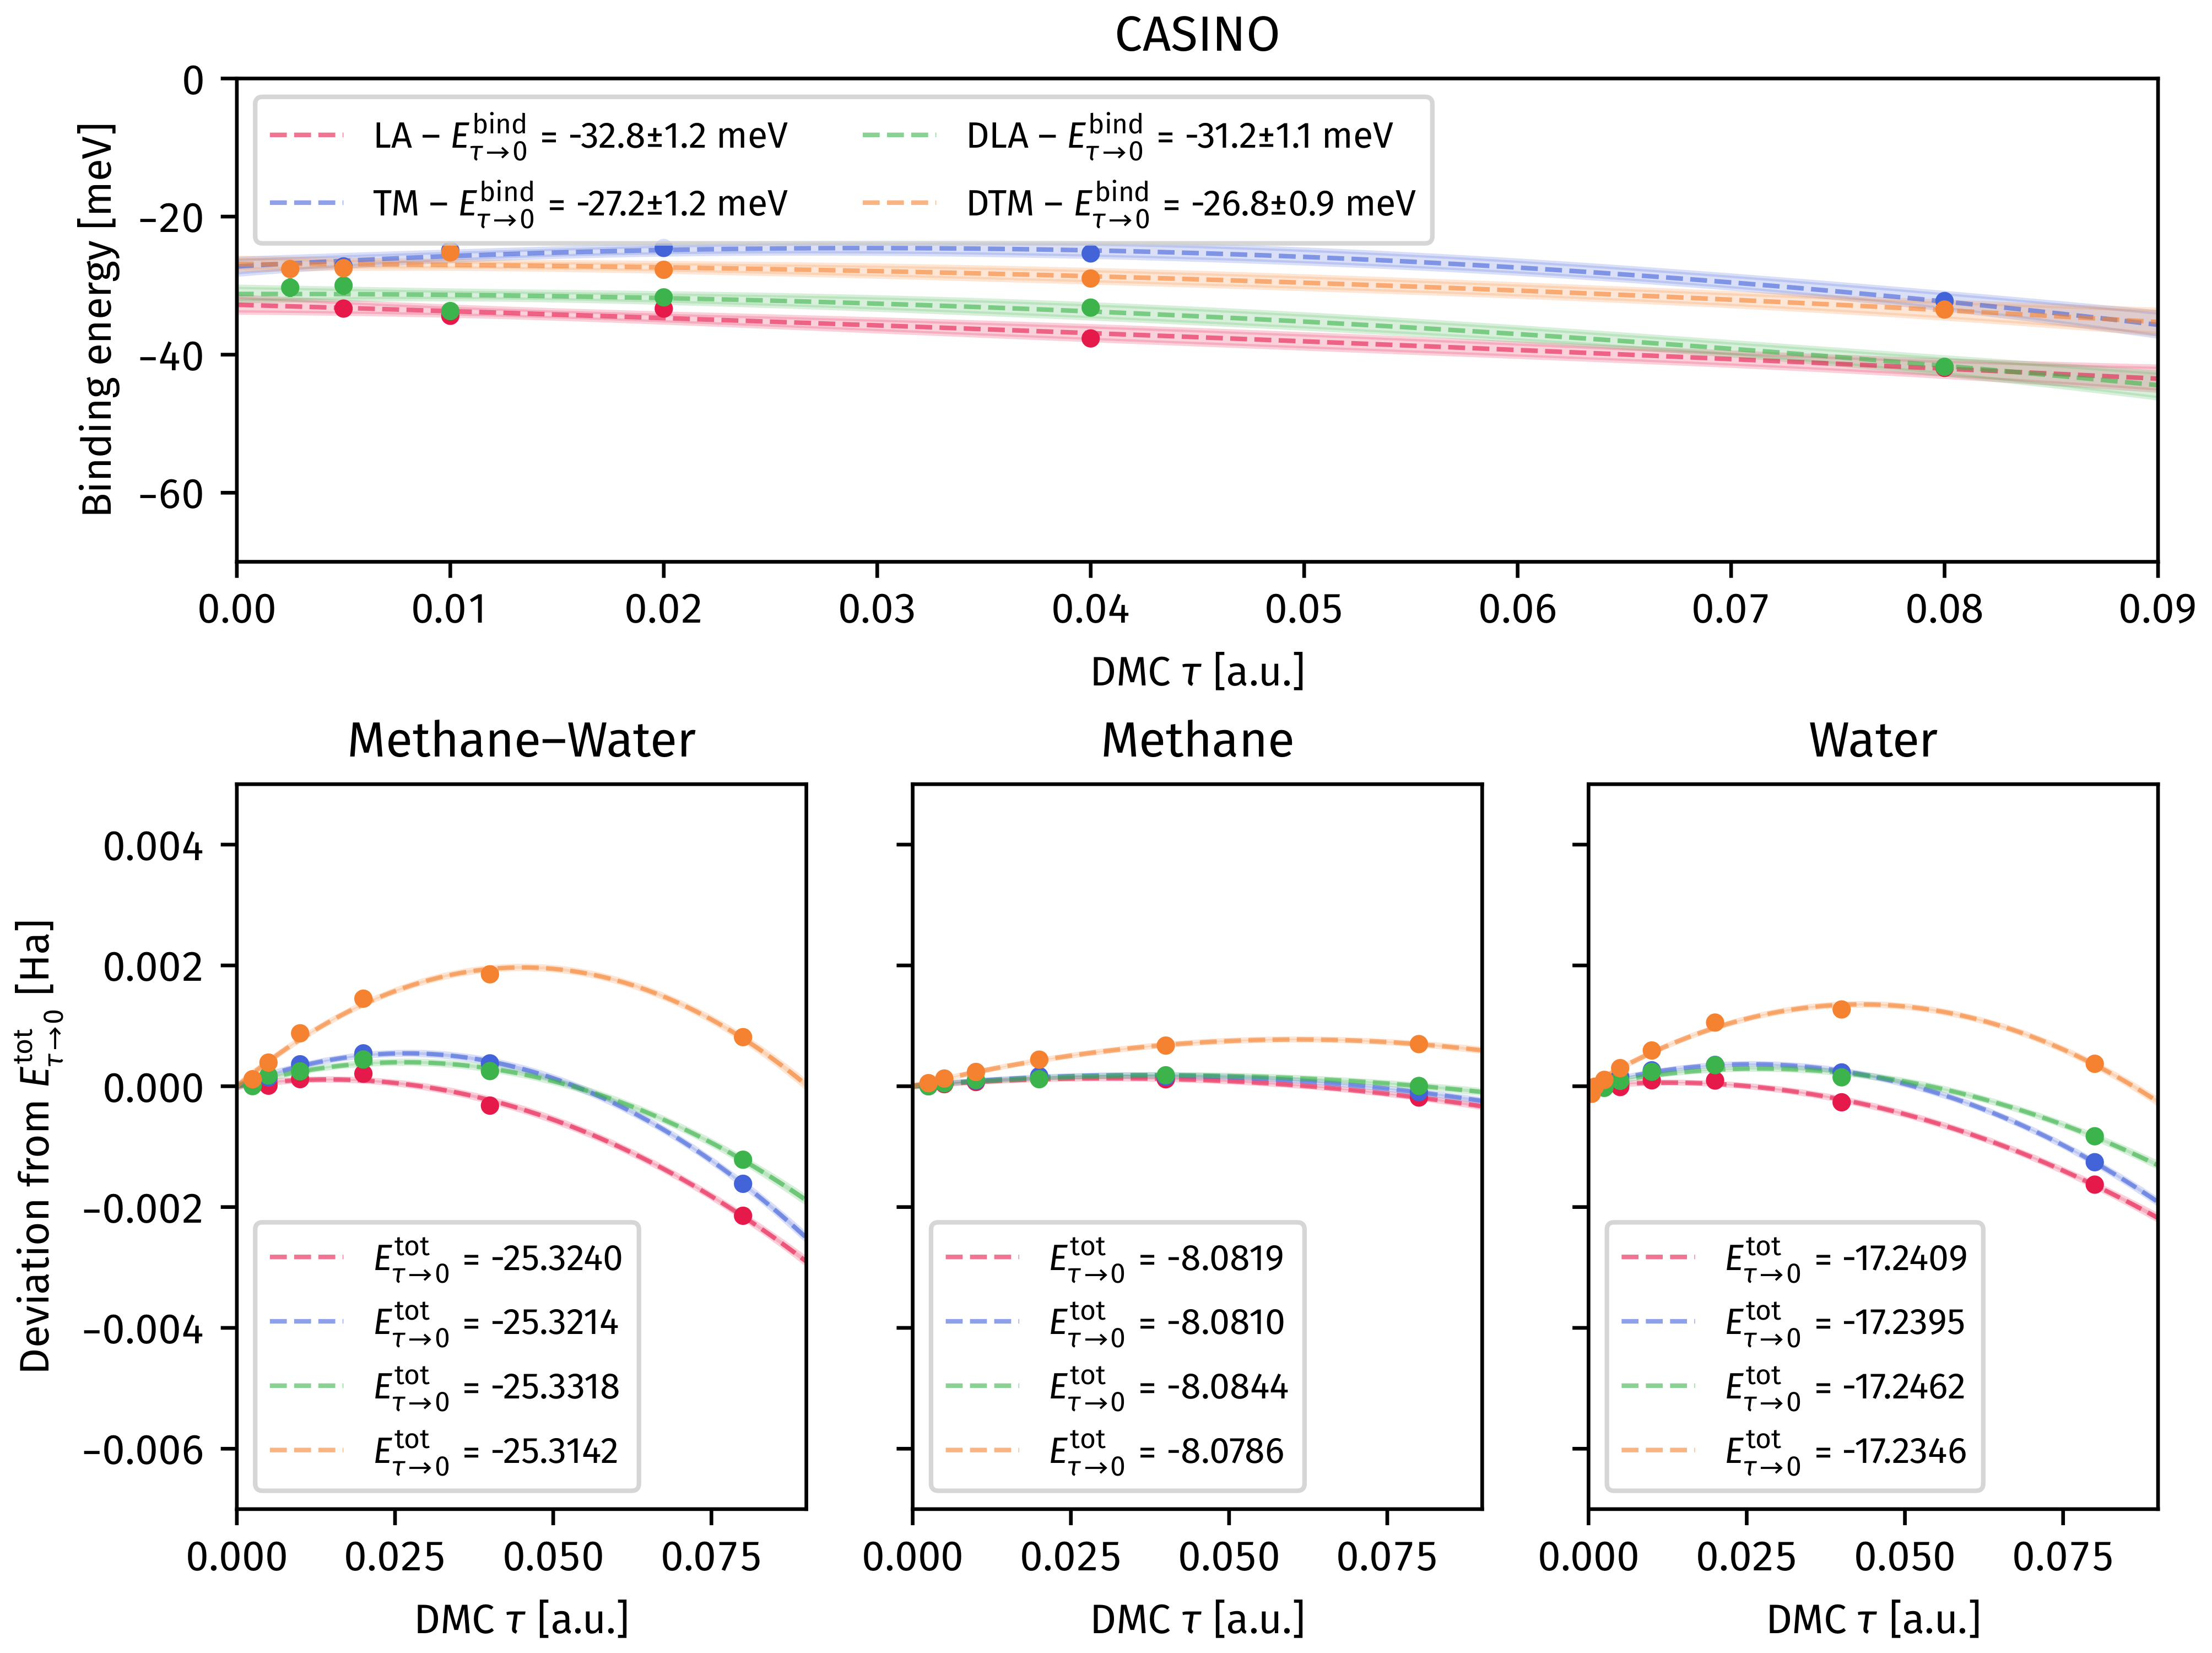 CASINO
Binding energy [meV]
0
-20
-40
-60
LA – E^bind_τ→0 = -32.8±1.2 meV
DLA – E^bind_τ→0 = -31.2±1.1 meV
TM – E^bind_τ→0 = -27.2±1.2 meV
DTM – E^bind_τ→0 = -26.8±0.9 meV
0.00 0.01 0.02 0.03 0.04 0.05 0.06 0.07 0.08 0.09
DMC τ [a.u.]
Methane–Water
Methane
Water
Deviation from E^tot_τ→0 [Ha]
0.004
0.002
0.000
-0.002
-0.004
-0.006
E^tot_τ→0 = -25.3240
E^tot_τ→0 = -25.3214
E^tot_τ→0 = -25.3318
E^tot_τ→0 = -25.3142
0.000 0.025 0.050 0.075
DMC τ [a.u.]
E^tot_τ→0 = -8.0819
E^tot_τ→0 = -8.0810
E^tot_τ→0 = -8.0844
E^tot_τ→0 = -8.0786
0.000 0.025 0.050 0.075
DMC τ [a.u.]
E^tot_τ→0 = -17.2409
E^tot_τ→0 = -17.2395
E^tot_τ→0 = -17.2462
E^tot_τ→0 = -17.2346
0.000 0.025 0.050 0.075
DMC τ [a.u.]